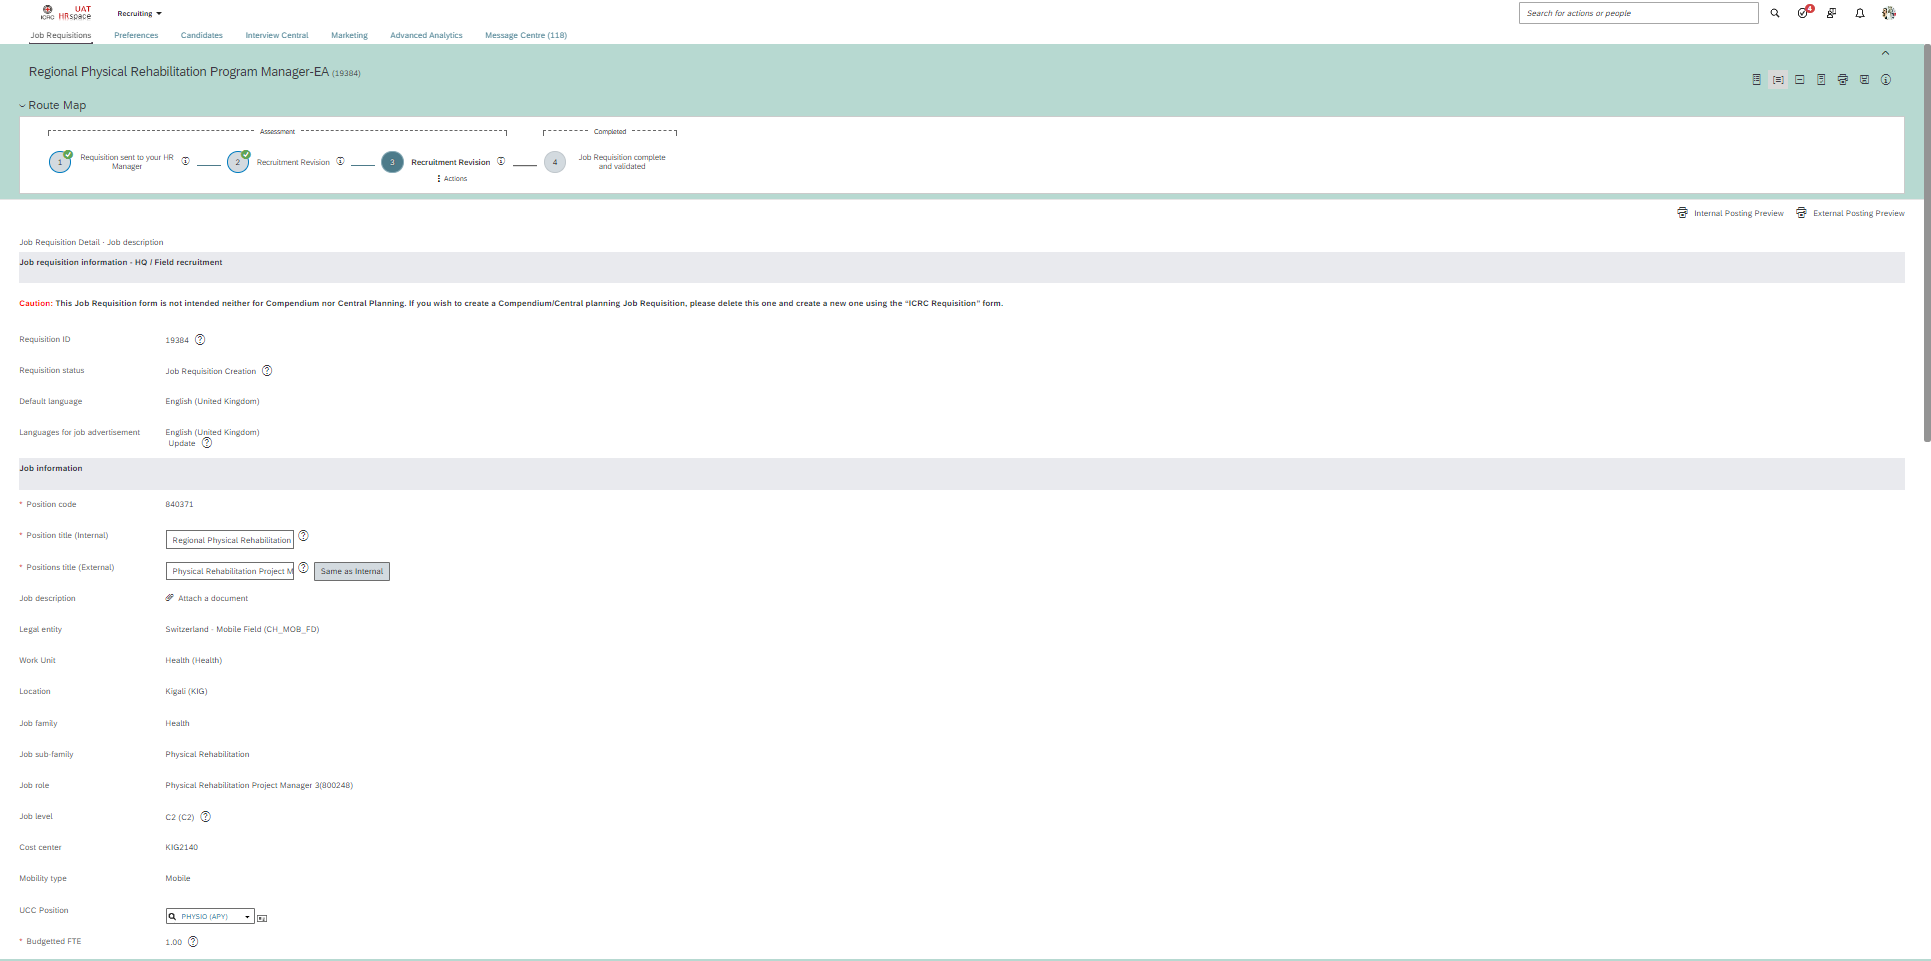 ICRC UAT HRspace
Recruiting
Search for actions or people
4
Job Requisitions Preferences Candidates Interview Central Marketing Advanced Analytics Message Centre (118)
Regional Physical Rehabilitation Program Manager-EA (19384)
Route Map
Assessment
Completed
1 Requisition sent to your HR Manager
2 Recruitment Revision
3 Recruitment Revision
Actions
4 Job Requisition complete and validated
Internal Posting Preview External Posting Preview
Job Requisition Detail - Job description
Job requisition information - HQ / Field recruitment
Caution: This Job Requisition form is not intended neither for Compendium nor Central Planning. If you wish to create a Compendium/Central planning Job Requisition, please delete this one and create a new one using the "ICRC Requisition" form.
Requisition ID 19384
Requisition status Job Requisition Creation
Default language English (United Kingdom)
Languages for job advertisement English (United Kingdom)
Update
Job information
* Position code 840371
* Position title (Internal) Regional Physical Rehabilitation
* Positions title (External) Physical Rehabilitation Project M Same as Internal
Job description Attach a document
Legal entity Switzerland - Mobile Field (CH_MOB_FD)
Work Unit Health (Health)
Location Kigali (KIG)
Job family Health
Job sub-family Physical Rehabilitation
Job role Physical Rehabilitation Project Manager 3(800248)
Job level C2 (C2)
Cost center KIG2140
Mobility type Mobile
UCC Position PHYSIO (APY)
* Budgetted FTE 1.00